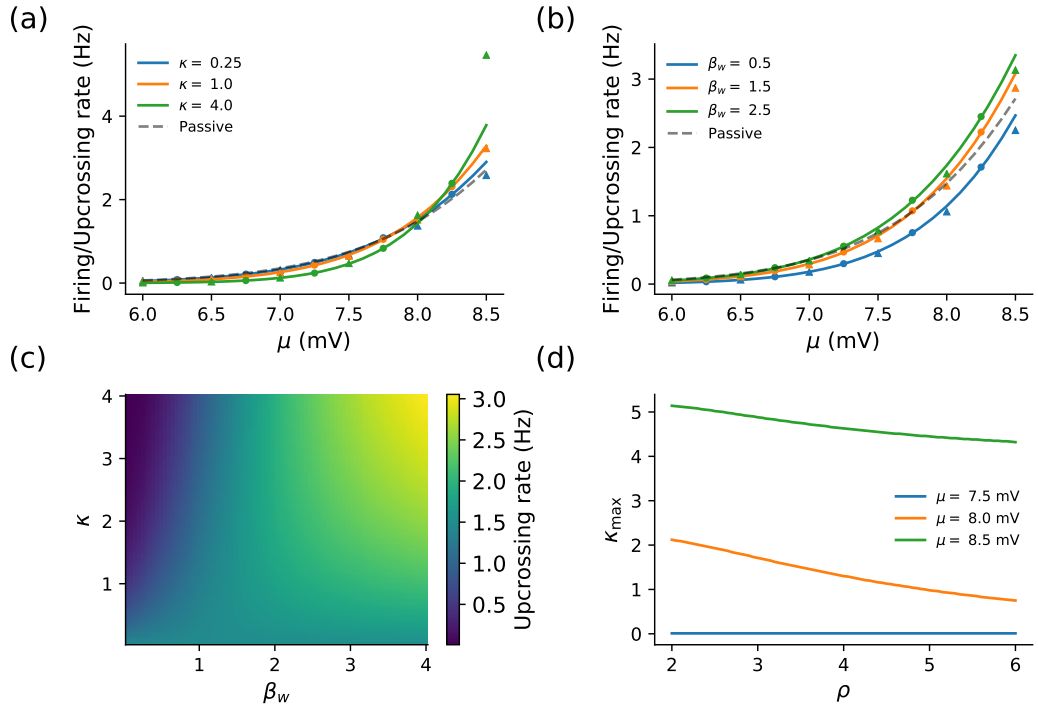 (a)
Firing/Upcrossing rate (Hz)
κ = 0.25
κ = 1.0
κ = 4.0
Passive
0
2
4
6.0 6.5 7.0 7.5 8.0 8.5
μ (mV)
(b)
Firing/Upcrossing rate (Hz)
β_w = 0.5
β_w = 1.5
β_w = 2.5
Passive
0
1
2
3
6.0 6.5 7.0 7.5 8.0 8.5
μ (mV)
(c)
κ
4
3
2
1
1 2 3 4
β_w
3.0
2.5
2.0
1.5
1.0
0.5
Upcrossing rate (Hz)
(d)
κ_max
5
4
3
2
1
0
μ = 7.5 mV
μ = 8.0 mV
μ = 8.5 mV
2 3 4 5 6
ρ